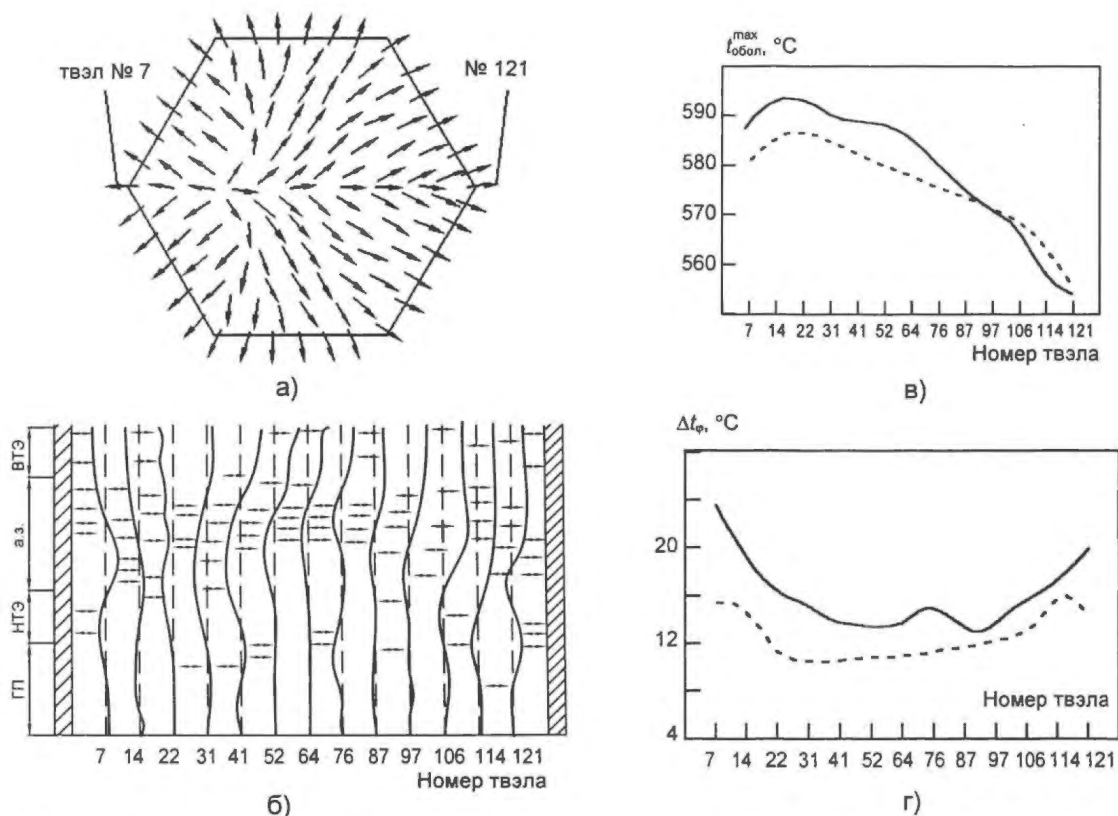 твэл № 7
№ 121
а)
t обол, °C max
590
580
570
560
7 14 22 31 41 52 64 76 87 97 106 114 121
Номер твэла
в)
ВТЭ
а.з.
НТЭ
ГП
7 14 22 31 41 52 64 76 87 97 106 114 121
Номер твэла
б)
Δtφ, °C
20
12
4
Номер твэла
7 14 22 31 41 52 64 76 87 97 106 114 121
г)